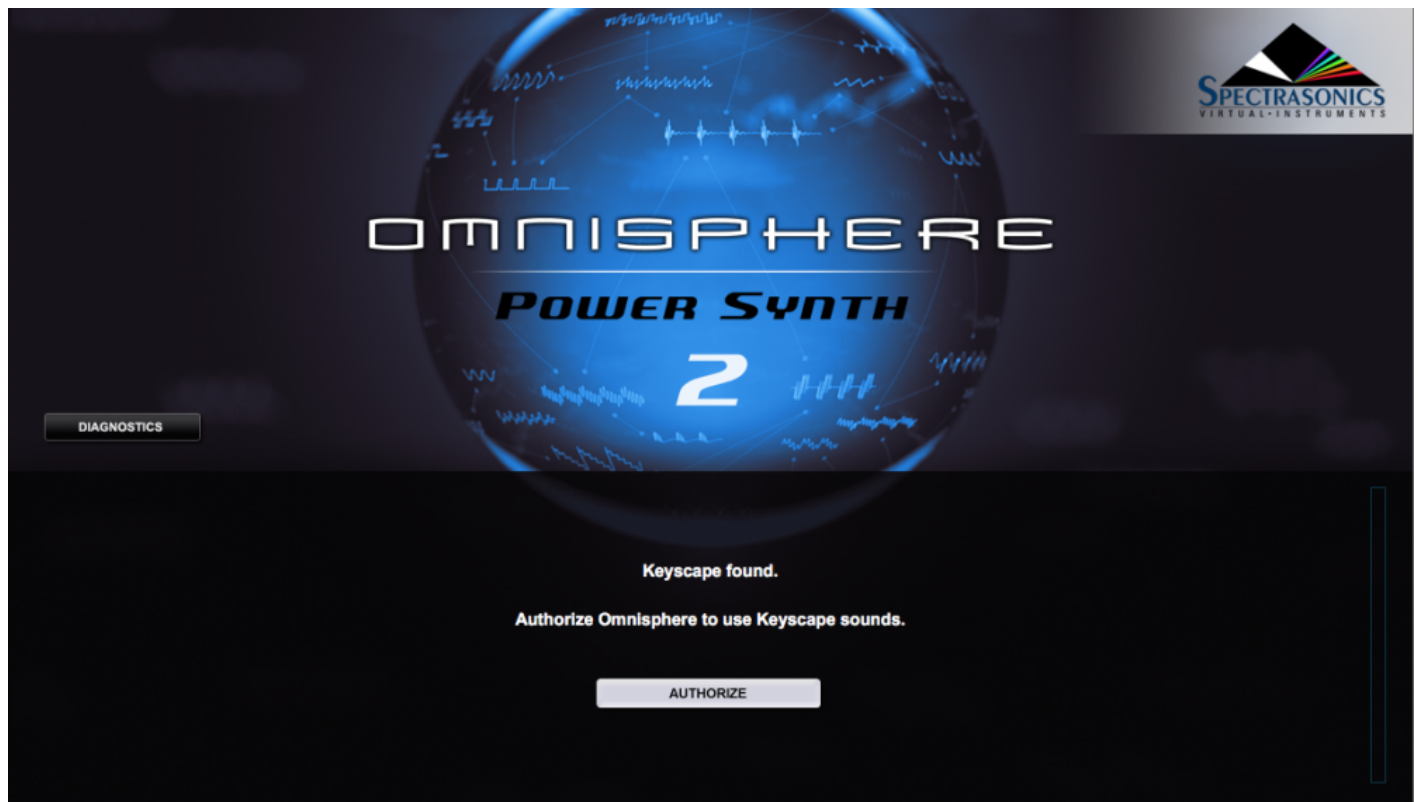 SPECTRASONICS
VIRTUAL•INSTRUMENTS
OMNISPHERE
POWER SYNTH
2
DIAGNOSTICS
Keyscape found.
Authorize Omnisphere to use Keyscape sounds.
AUTHORIZE